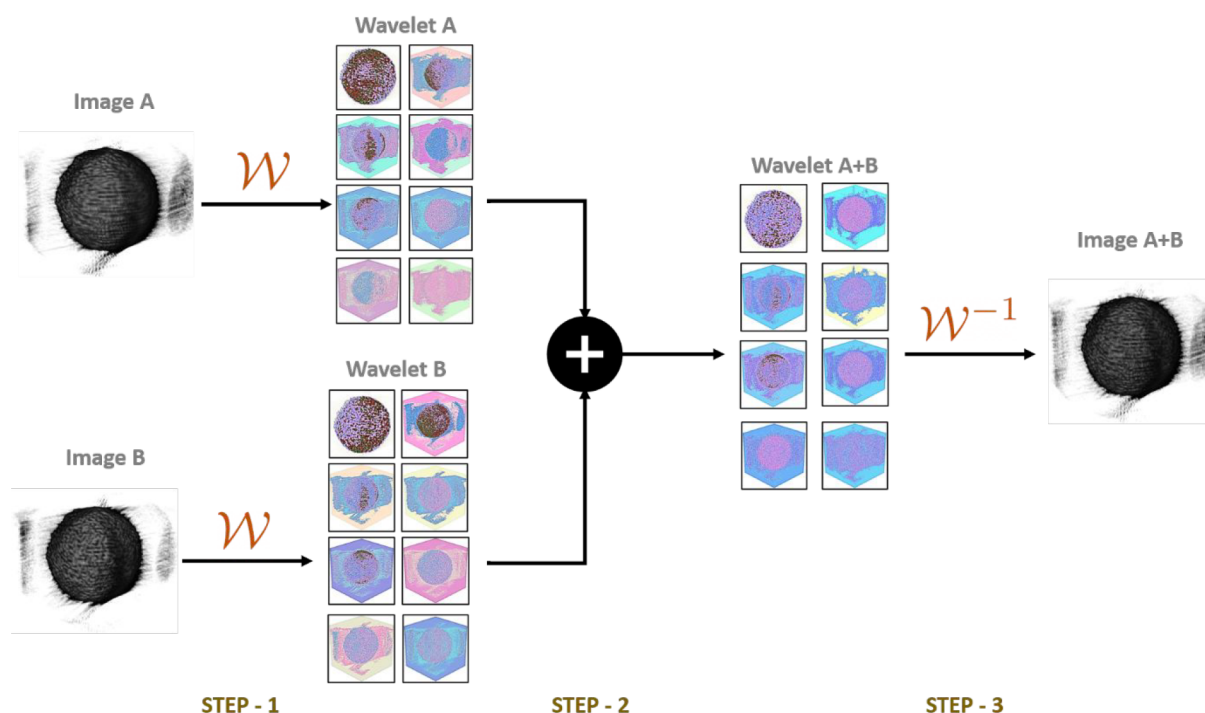 Wavelet A
Image A
𝒲
Wavelet A+B
Image A+B
+
𝒲⁻¹
Wavelet B
Image B
𝒲
STEP - 1
STEP - 2
STEP - 3